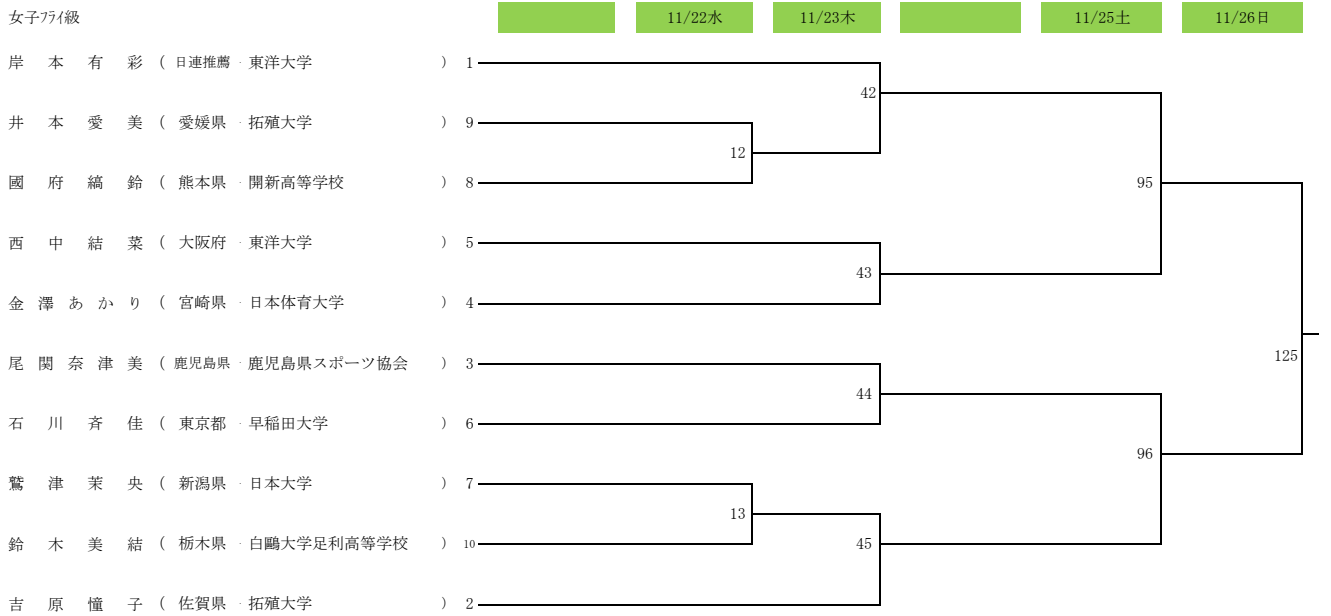 女子フライ級 11/22水 11/23木 11/25土 11/26日
岸本有彩 ( 日連推薦 · 東洋大学 ) 1
42
井本愛美 ( 愛媛県 · 拓殖大学 ) 9
12
國府縞鈴 ( 熊本県 · 開新高等学校 ) 8
95
西中結菜 ( 大阪府 · 東洋大学 ) 5
43
金澤あかり ( 宮崎県 · 日本体育大学 ) 4
125
尾関奈津美 ( 鹿児島県 · 鹿児島県スポーツ協会 ) 3
44
石川斉佳 ( 東京都 · 早稲田大学 ) 6
96
鷲津茉央 ( 新潟県 · 日本大学 ) 7
13
鈴木美結 ( 栃木県 · 白鷗大学足利高等学校 ) 10
45
吉原憧子 ( 佐賀県 · 拓殖大学 ) 2